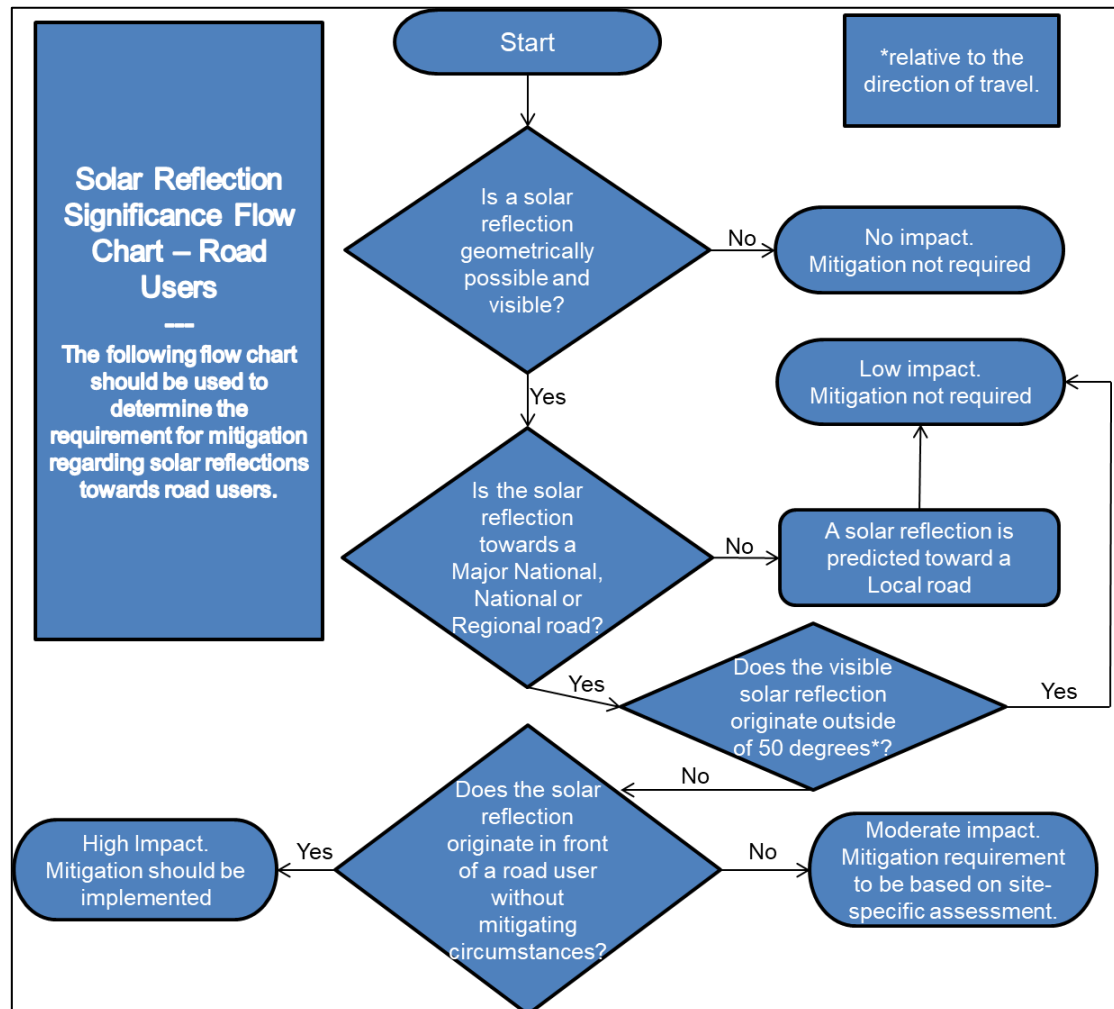 Solar Reflection
Significance Flow
Chart – Road
Users
---
The following flow chart
should be used to
determine the
requirement for mitigation
regarding solar reflections
towards road users.
Start
*relative to the
direction of travel.
Is a solar
reflection
geometrically
possible and
visible?
No
No impact.
Mitigation not required
Yes
Low impact.
Mitigation not required
Is the solar
reflection
towards a
Major National,
National or
Regional road?
No
A solar reflection is
predicted toward a
Local road
Yes
Does the visible
solar reflection
originate outside
of 50 degrees*?
Yes
No
Does the solar
reflection
originate in front
of a road user
without
mitigating
circumstances?
Yes
High Impact.
Mitigation should be
implemented
No
Moderate impact.
Mitigation requirement
to be based on site-
specific assessment.